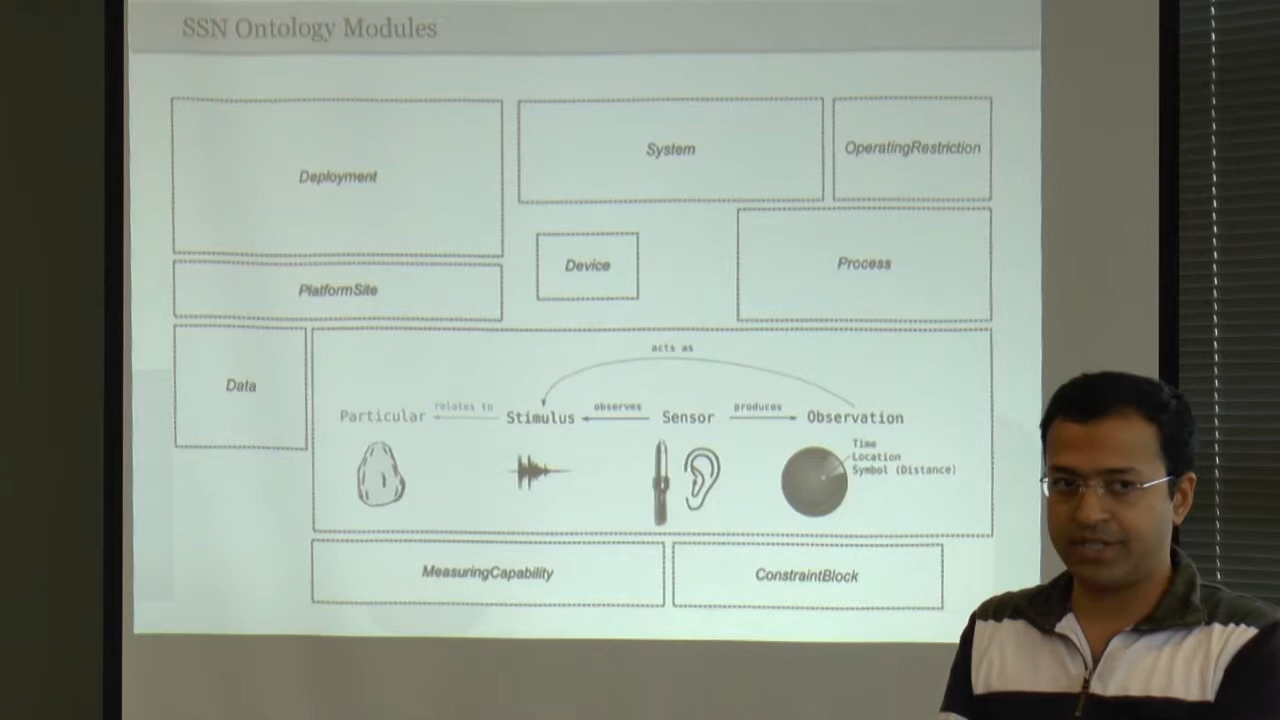 SSN Ontology Modules
Deployment
System
OperatingRestriction
PlatformSite
Device
Process
Data
acts as
Particular
relates to
Stimulus
observes
Sensor
produces
Observation
Time
Location
Symbol (Distance)
MeasuringCapability
ConstraintBlock